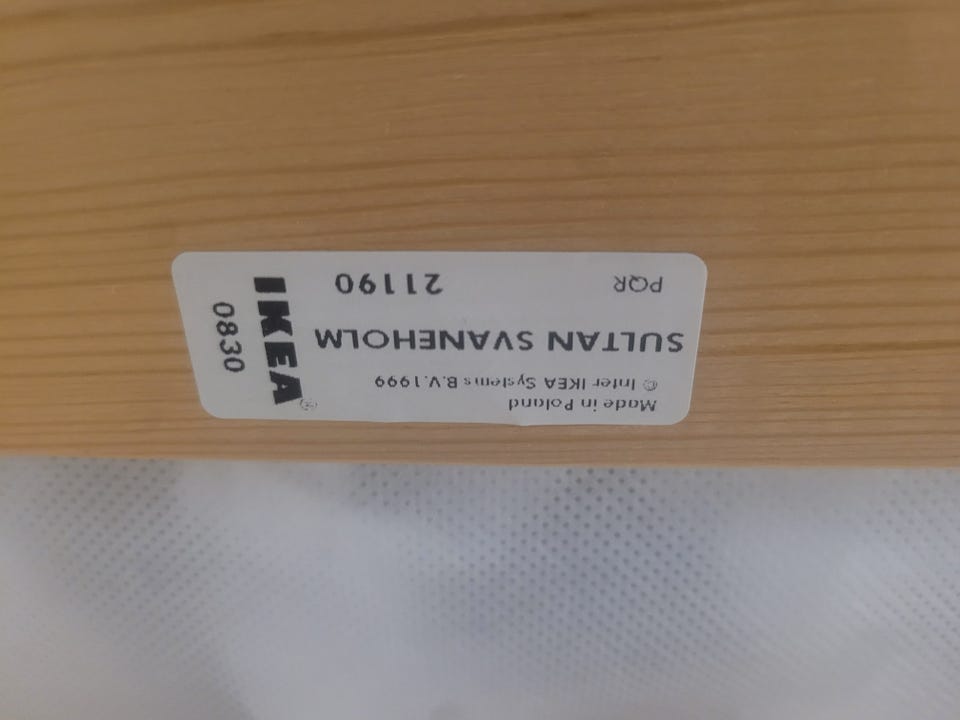 Made in Poland
© Inter IKEA Systems B.V. 1999
SULTAN SVANEHOLM
PQR 21190
IKEA®
0830